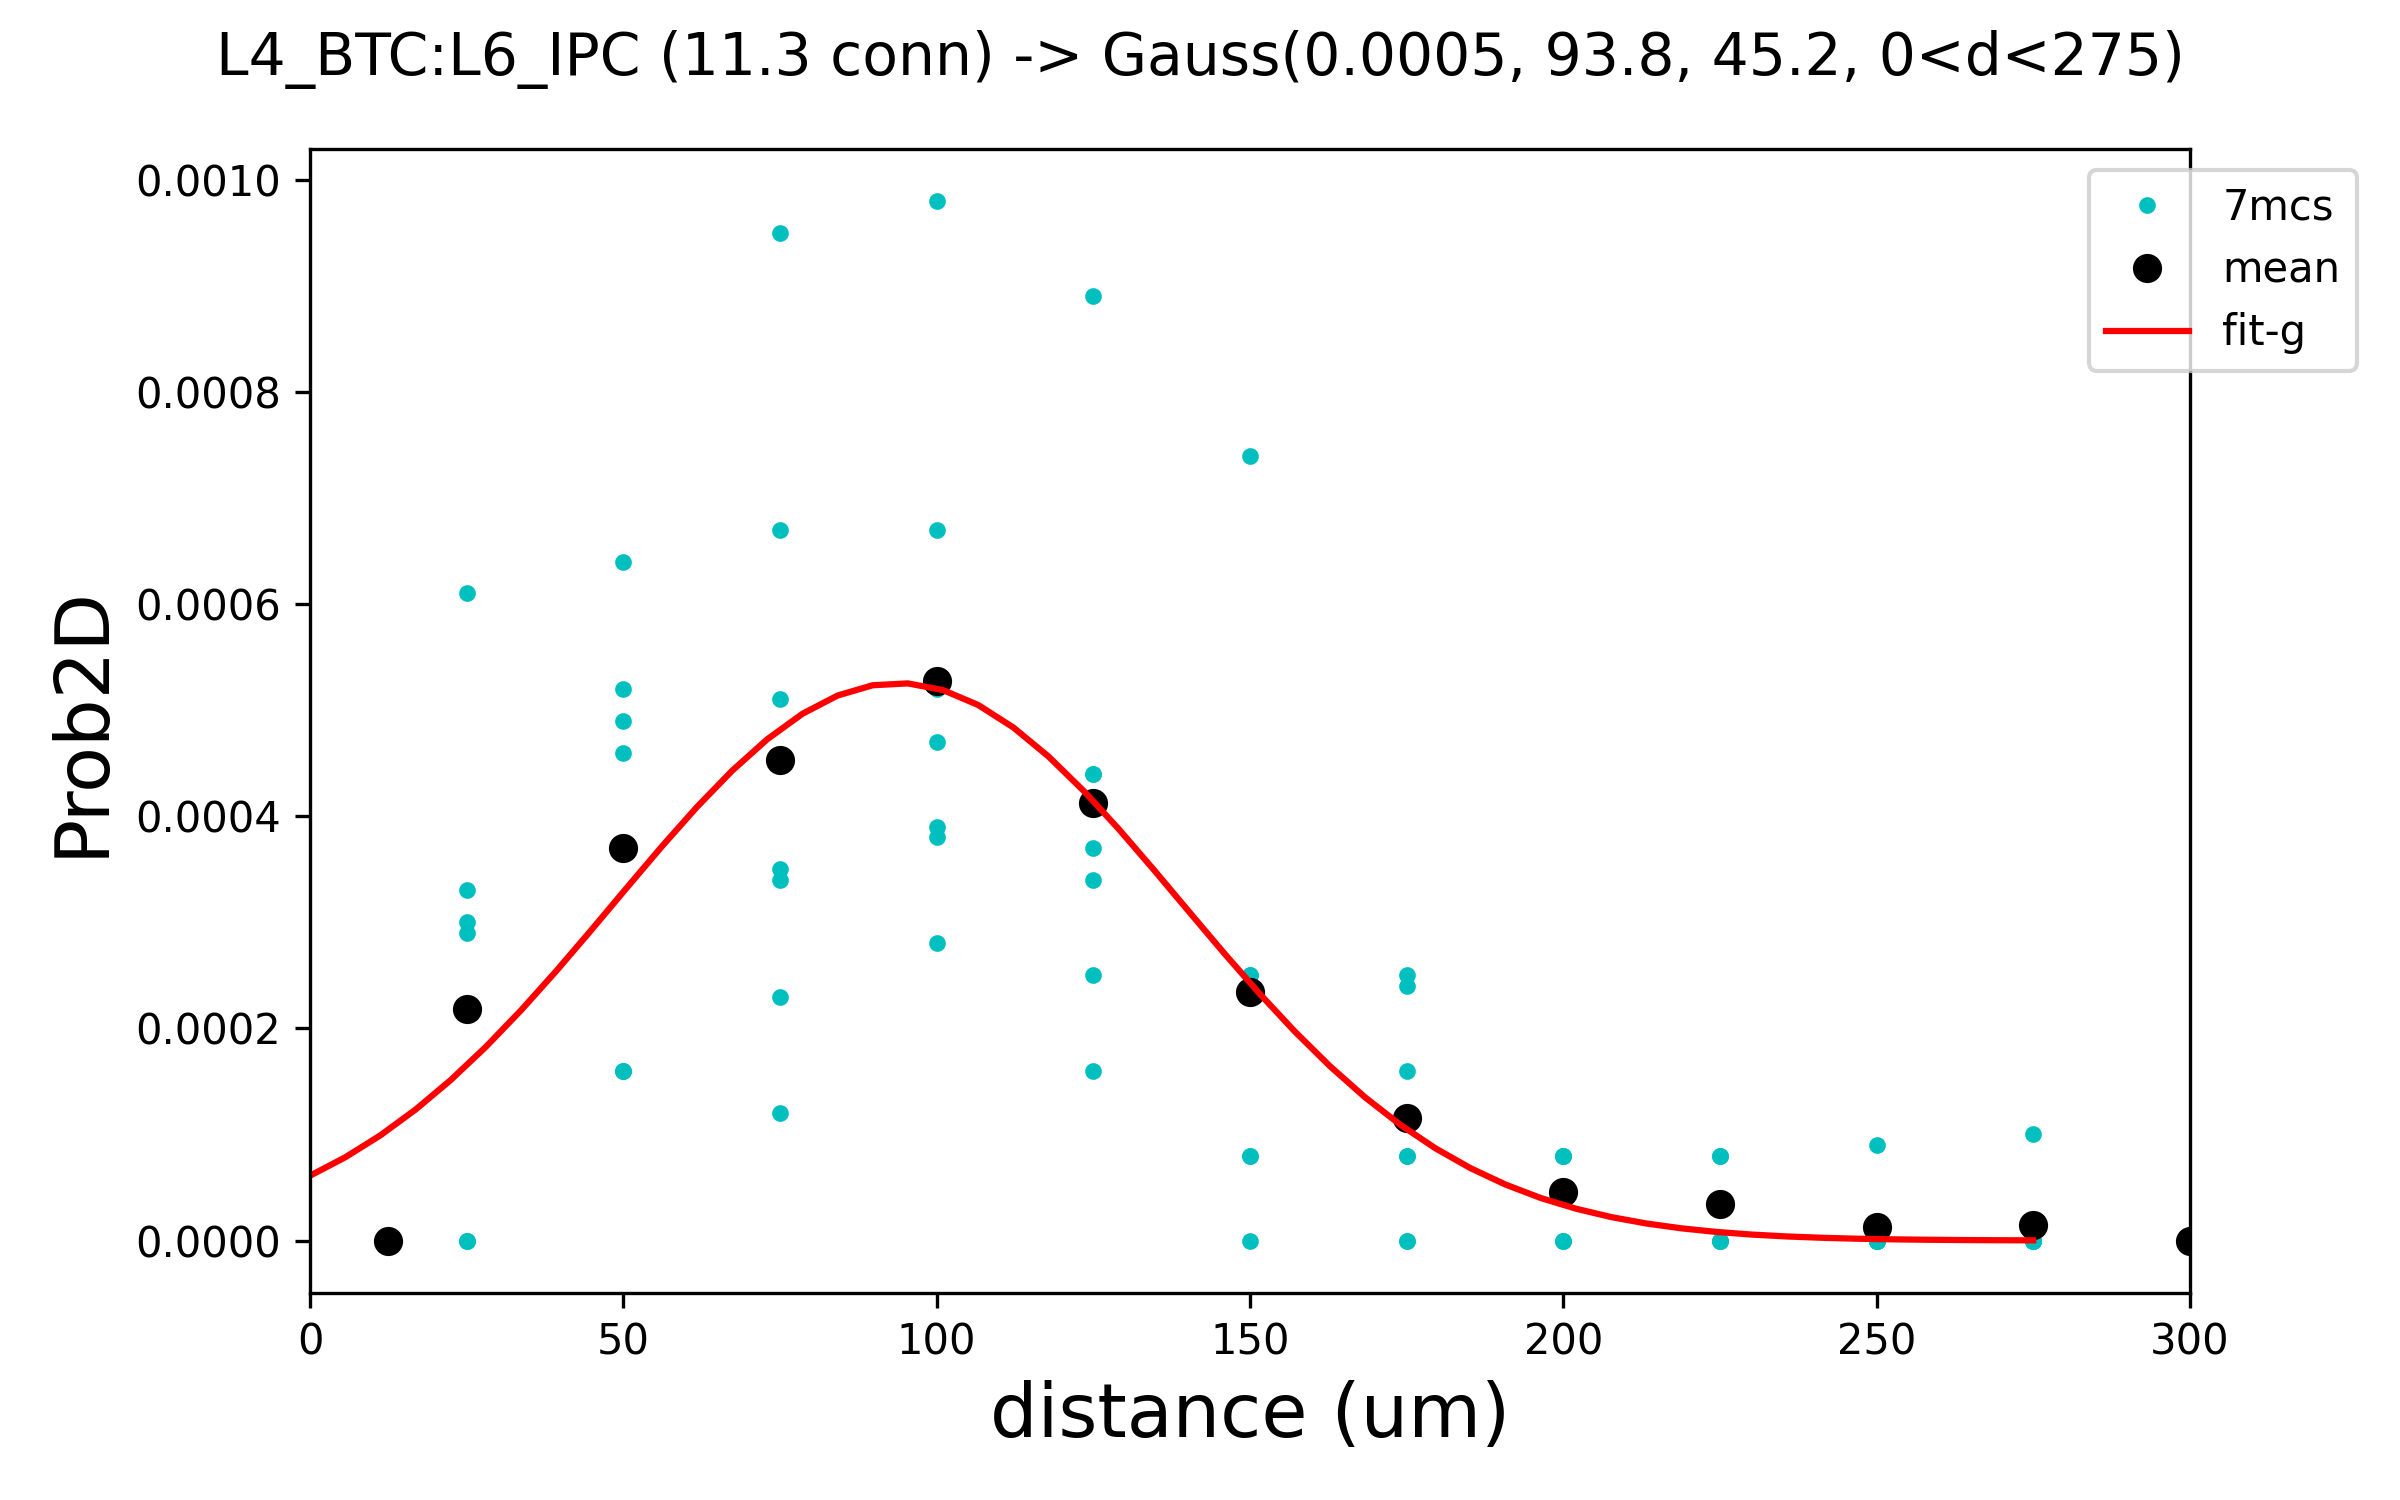 L4_BTC:L6_IPC (11.3 conn) -> Gauss(0.0005, 93.8, 45.2, 0<d<275)
0.0010
0.0008
0.0006
0.0004
0.0002
0.0000
Prob2D
0 50 100 150 200 250 300
distance (um)
7mcs
mean
fit-g